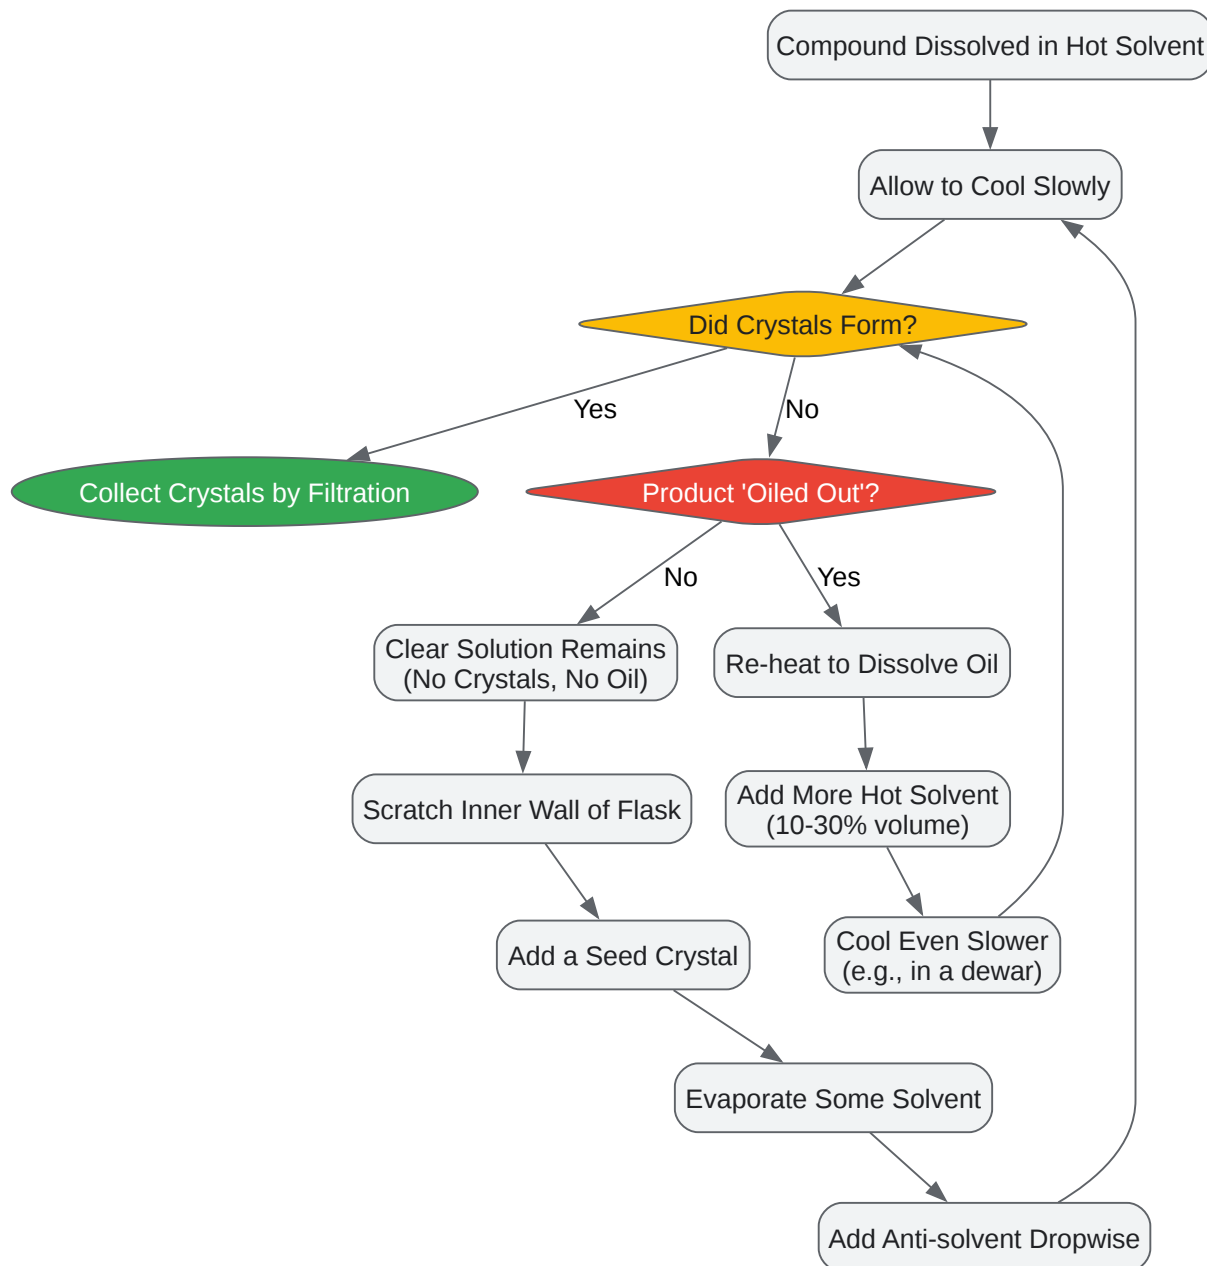 Compound Dissolved in Hot Solvent
Allow to Cool Slowly
Did Crystals Form?
Yes
No
Collect Crystals by Filtration
Product 'Oiled Out'?
No
Yes
Clear Solution Remains
(No Crystals, No Oil)
Re-heat to Dissolve Oil
Scratch Inner Wall of Flask
Add More Hot Solvent
(10-30% volume)
Add a Seed Crystal
Cool Even Slower
(e.g., in a dewar)
Evaporate Some Solvent
Add Anti-solvent Dropwise